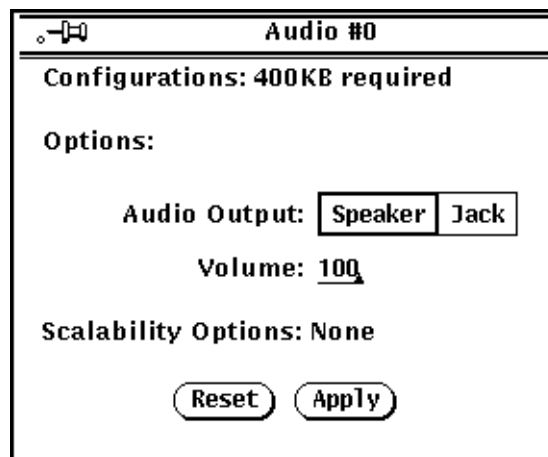 Audio #0
Configurations: 400KB required
Options:
Audio Output: Speaker Jack
Volume: 100
Scalability Options: None
Reset Apply